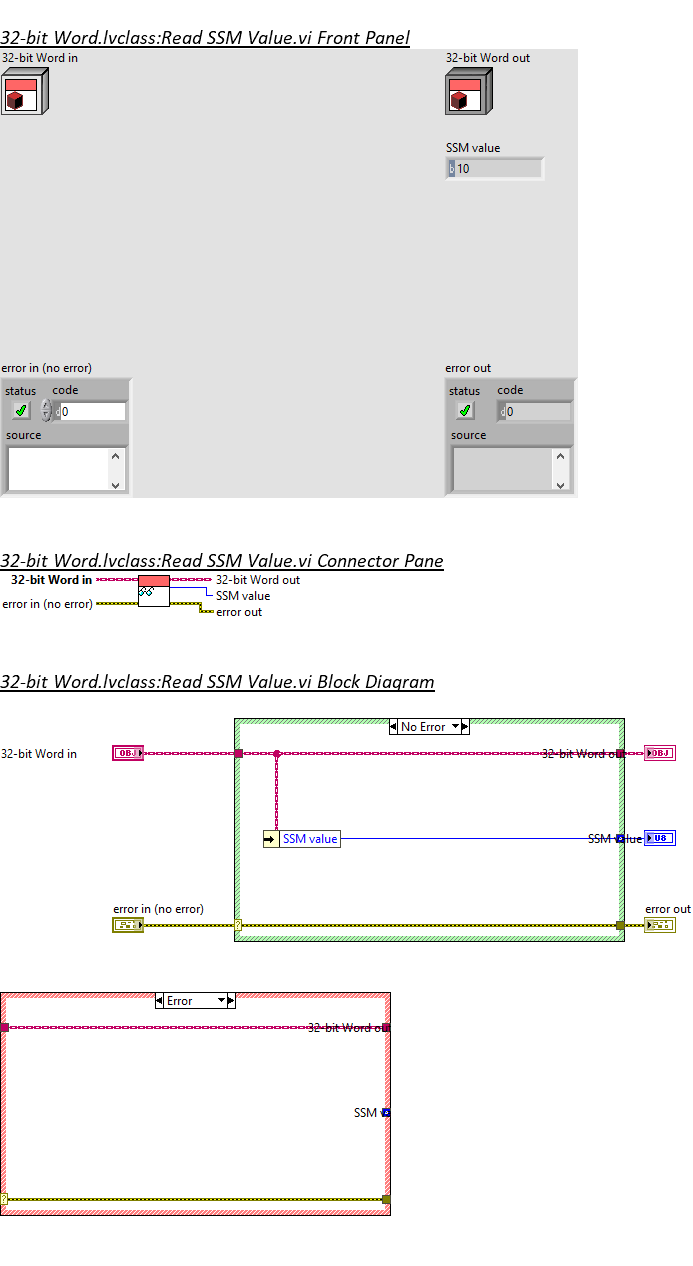 32-bit Word.lvclass:Read SSM Value.vi Front Panel
32-bit Word in
32-bit Word out
SSM value
b 10
error in (no error)
error out
status code
d 0
source
status code
d 0
source
32-bit Word.lvclass:Read SSM Value.vi Connector Pane
32-bit Word in
32-bit Word out
SSM value
error in (no error)
error out
32-bit Word.lvclass:Read SSM Value.vi Block Diagram
No Error
32-bit Word in
OBJ
32-bit Word out
OBJ
SSM value
SSM value
U8
error in (no error)
error out
?
Error
32-bit Word out
SSM
?